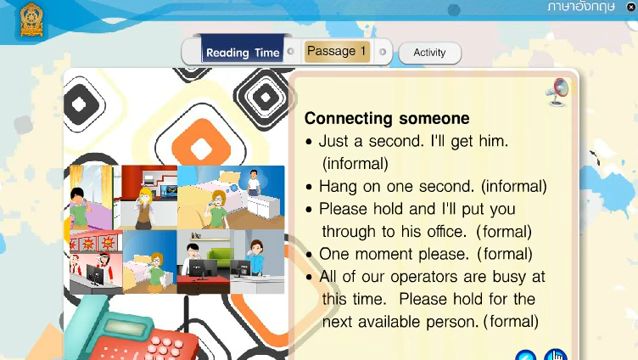 ภาษาอังกฤษ
Reading Time
Passage 1
Activity
Connecting someone
• Just a second. I'll get him.
(informal)
• Hang on one second. (informal)
• Please hold and I'll put you
through to his office. (formal)
• One moment please. (formal)
• All of our operators are busy at
this time. Please hold for the
next available person. (formal)